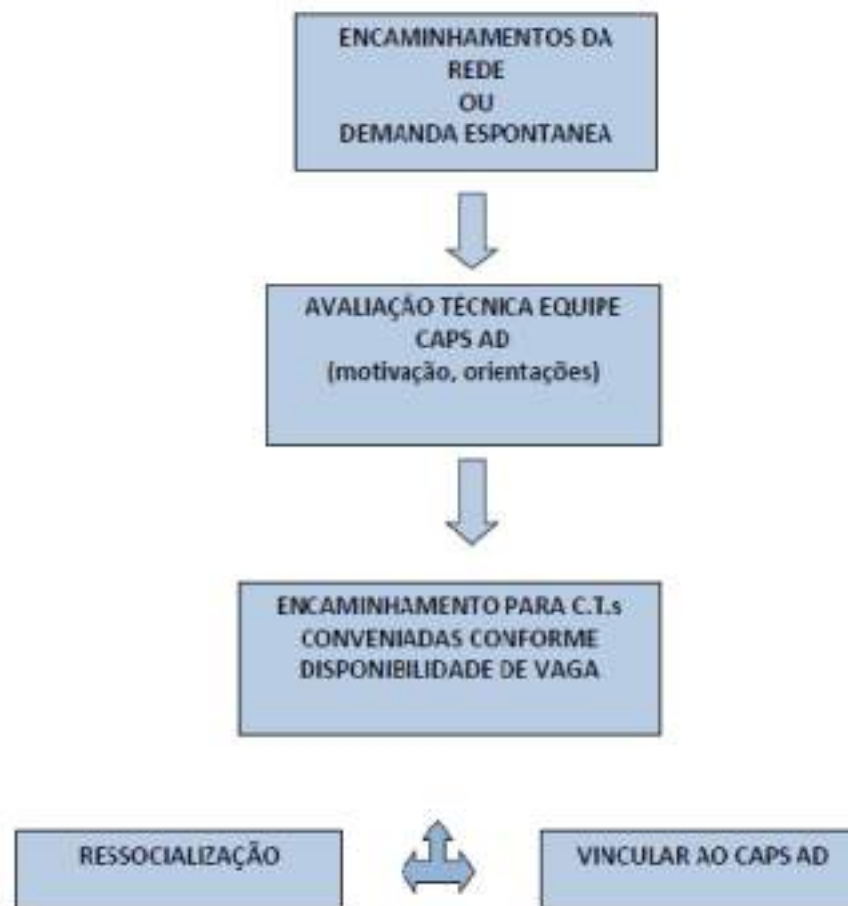 ENCAMINHAMENTOS DA
REDE
OU
DEMANDA ESPONTANEA
AVALIAÇÃO TÉCNICA EQUIPE
CAPS AD
(motivação, orientações)
ENCAMINHAMENTO PARA C.T.s
CONVENIADAS CONFORME
DISPONIBILIDADE DE VAGA
RESSOCIALIZAÇÃO
VINCULAR AO CAPS AD